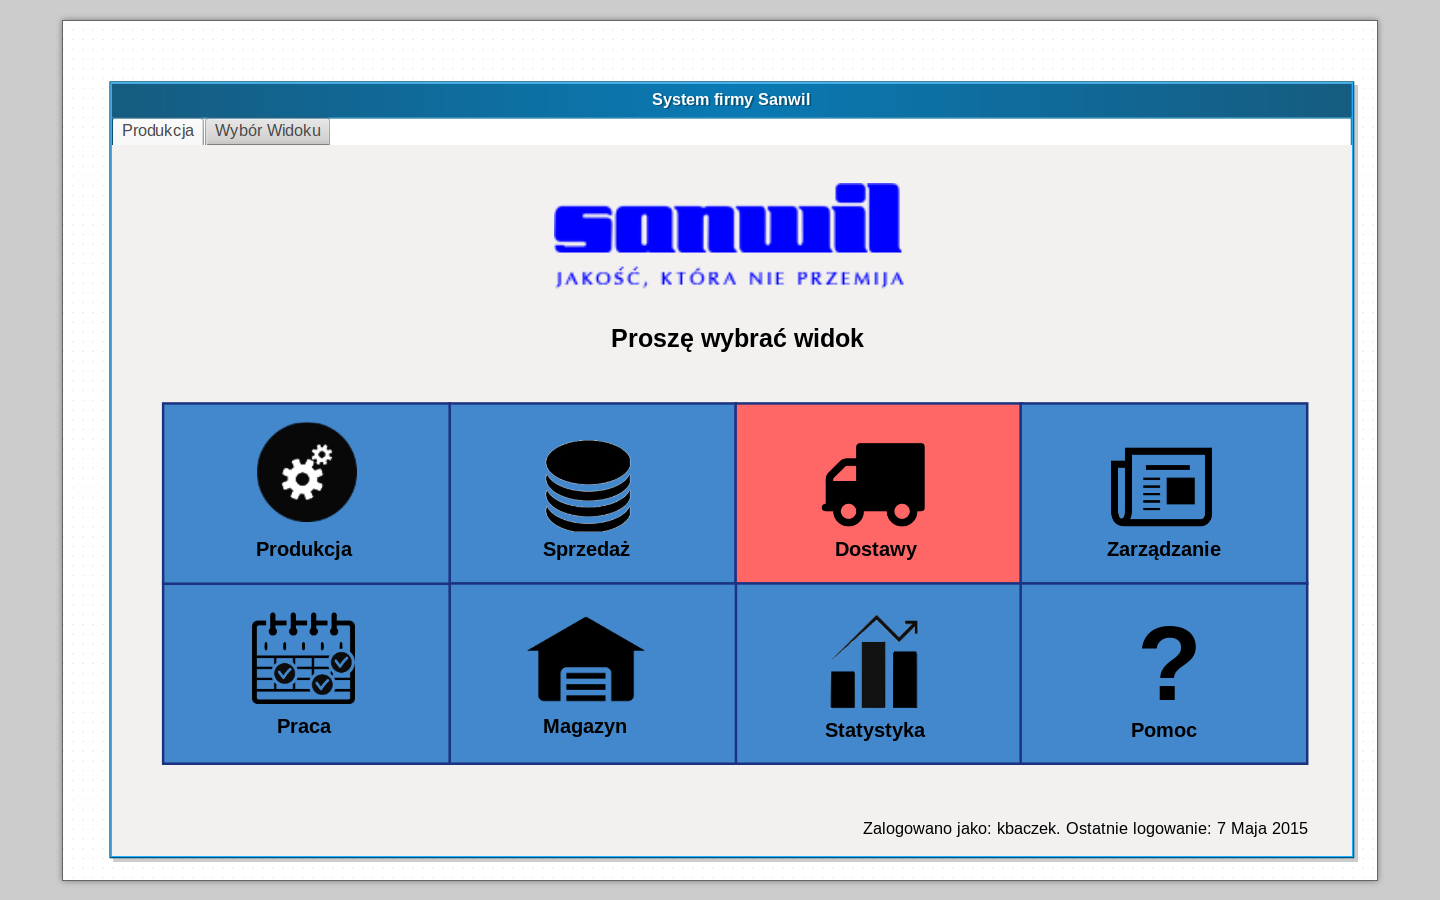 System firmy Sanwil
Produkcja Wybór Widoku
sanwil
JAKOŚĆ, KTÓRA NIE PRZEMIJA
Proszę wybrać widok
Produkcja Sprzedaż Dostawy Zarządzanie
?
Praca Magazyn Statystyka Pomoc
Zalogowano jako: kbaczek. Ostatnie logowanie: 7 Maja 2015